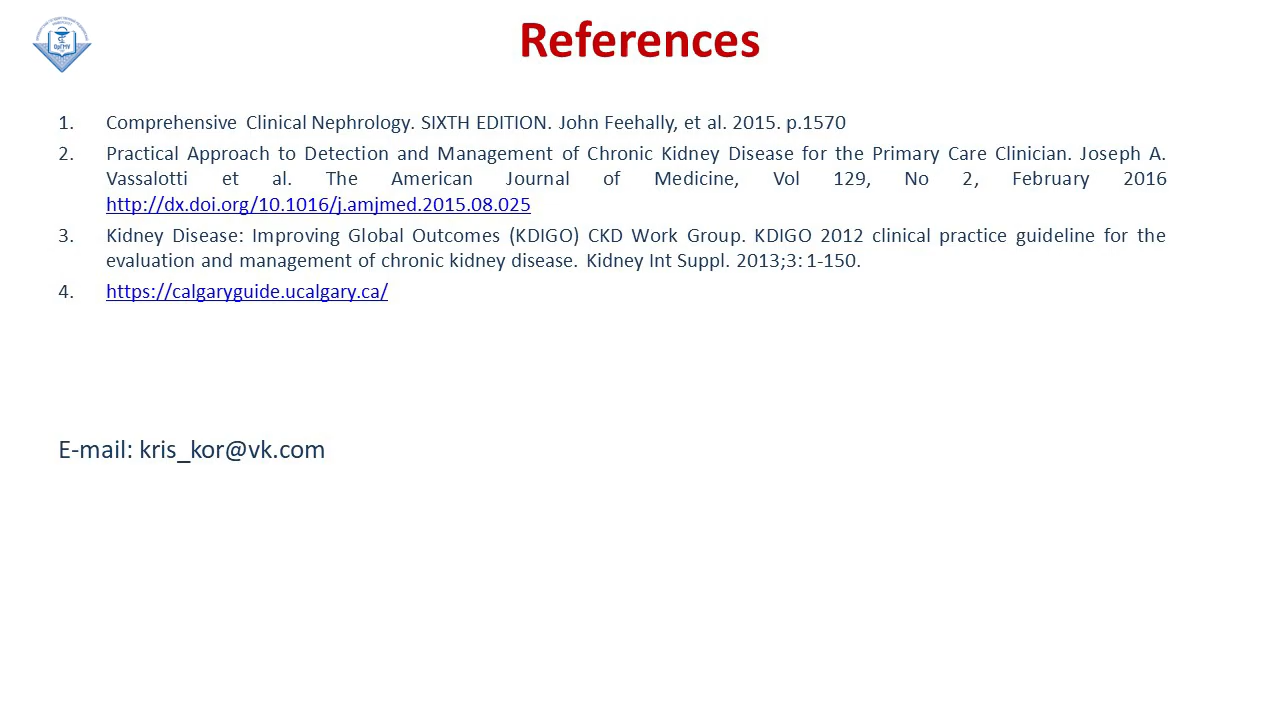 References
1. Comprehensive Clinical Nephrology. SIXTH EDITION. John Feehally, et al. 2015. p.1570
2. Practical Approach to Detection and Management of Chronic Kidney Disease for the Primary Care Clinician. Joseph A.
Vassalotti et al. The American Journal of Medicine, Vol 129, No 2, February 2016
http://dx.doi.org/10.1016/j.amjmed.2015.08.025
3. Kidney Disease: Improving Global Outcomes (KDIGO) CKD Work Group. KDIGO 2012 clinical practice guideline for the
evaluation and management of chronic kidney disease. Kidney Int Suppl. 2013;3: 1-150.
4. https://calgaryguide.ucalgary.ca/
E-mail: kris_kor@vk.com